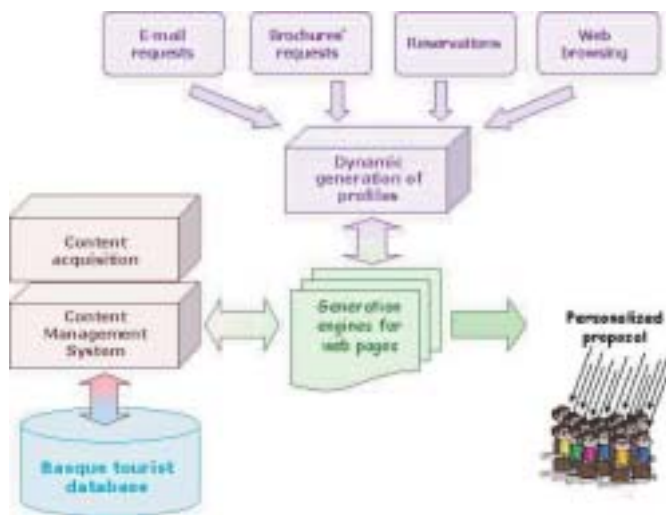 E-mail
requests
Brochures'
requests
Reservations
Web
browsing
Dynamic
generation of
profiles
Content
acquisition
Content
Management
System
Generation
engines for
web pages
Personalized
proposal
Basque tourist
database